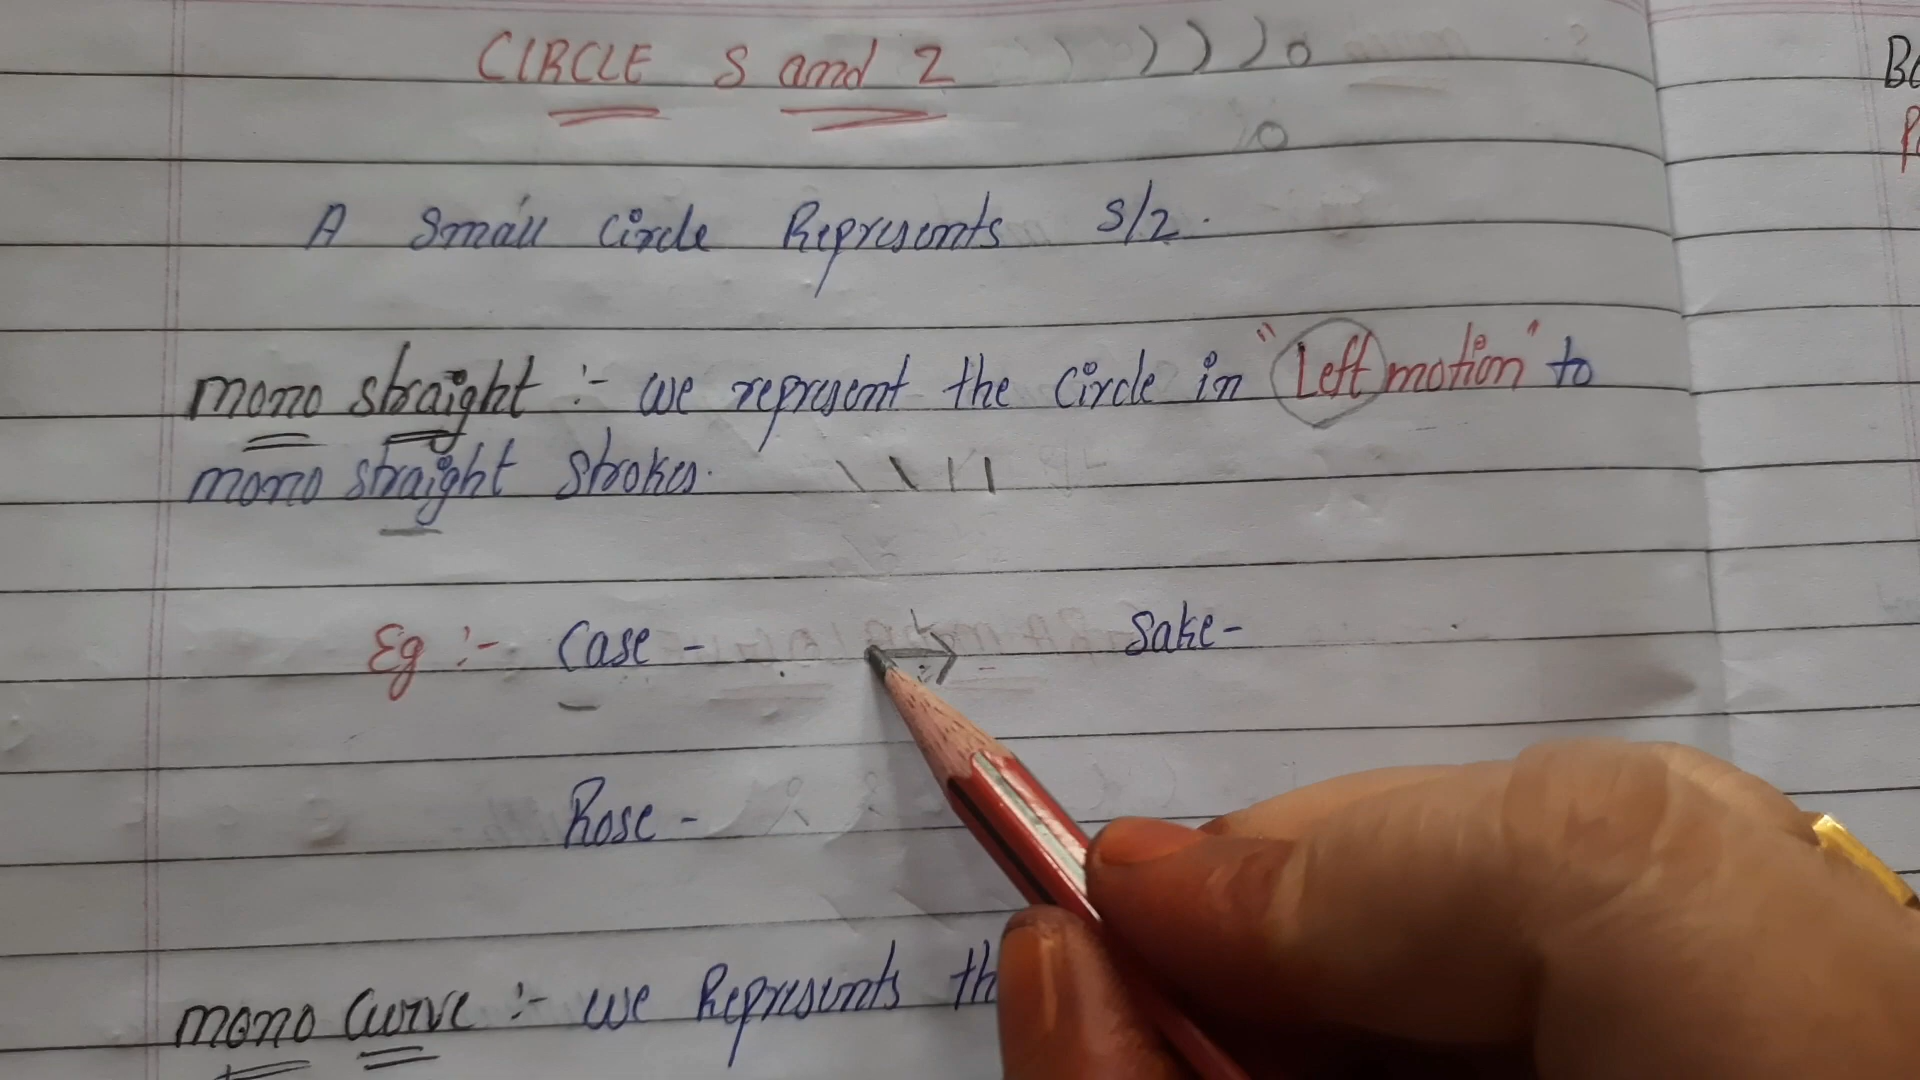 CIRCLE S and Z
A Small Circle Represents S/Z.
mono straight :- we represent the circle in "Left motion" to
mono straight strokes.
Eg :- Case - Sake -
Rose -
mono Curve :- we Represents th